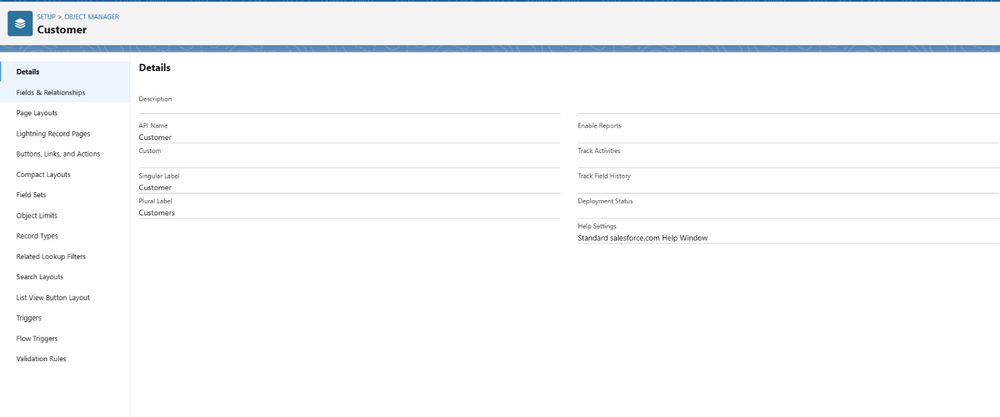 SETUP > OBJECT MANAGER
Customer
Details
Fields & Relationships
Page Layouts
Lightning Record Pages
Buttons, Links, and Actions
Compact Layouts
Field Sets
Object Limits
Record Types
Related Lookup Filters
Search Layouts
List View Button Layout
Triggers
Flow Triggers
Validation Rules
Details
Description
API Name
Customer
Custom
Singular Label
Customer
Plural Label
Customers
Enable Reports
Track Activities
Track Field History
Deployment Status
Help Settings
Standard salesforce.com Help Window